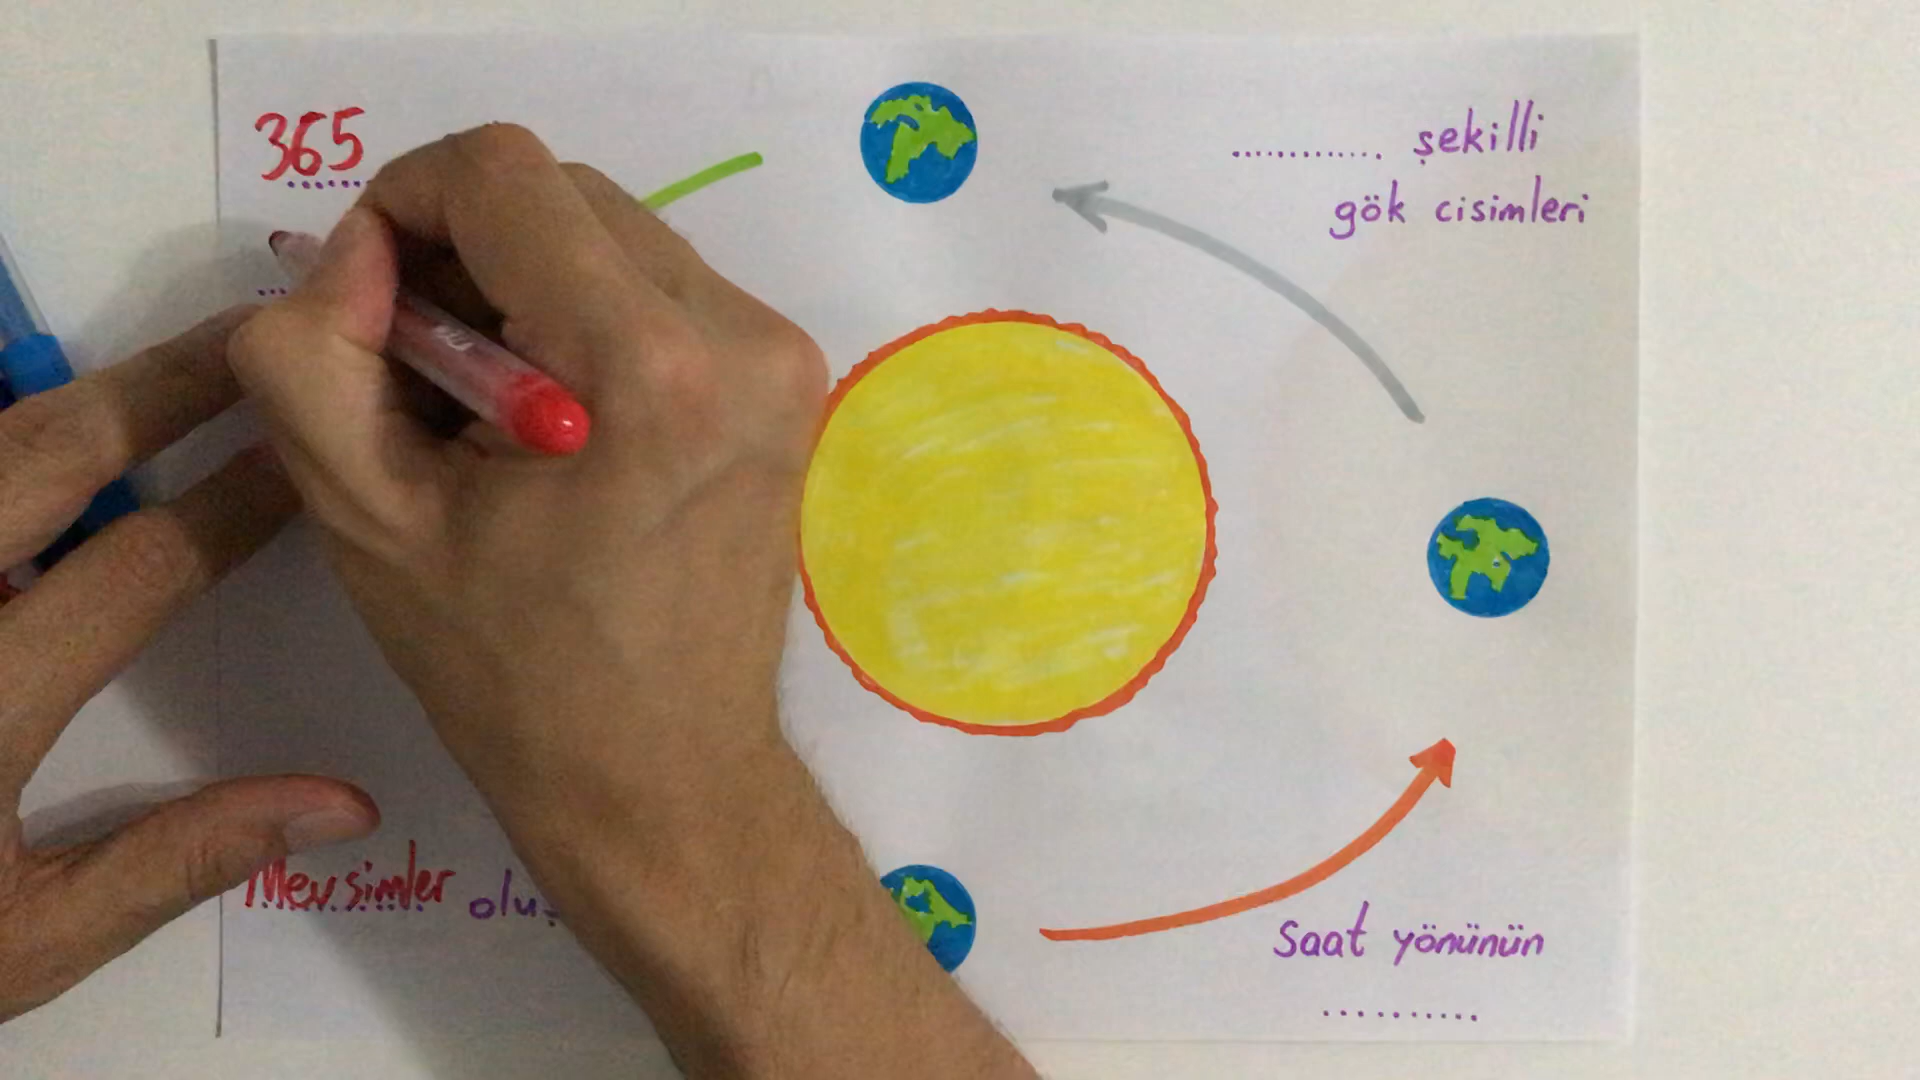 365
............. şekilli
gök cisimleri
Mevsimler
Saat yönünün
..........